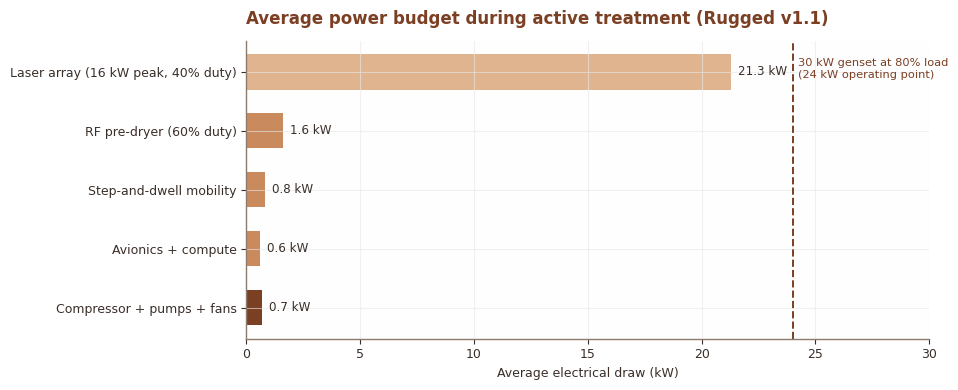 Average power budget during active treatment (Rugged v1.1)
Laser array (16 kW peak, 40% duty)
21.3 kW
30 kW genset at 80% load
(24 kW operating point)
RF pre-dryer (60% duty)
1.6 kW
Step-and-dwell mobility
0.8 kW
Avionics + compute
0.6 kW
Compressor + pumps + fans
0.7 kW
0 5 10 15 20 25 30
Average electrical draw (kW)